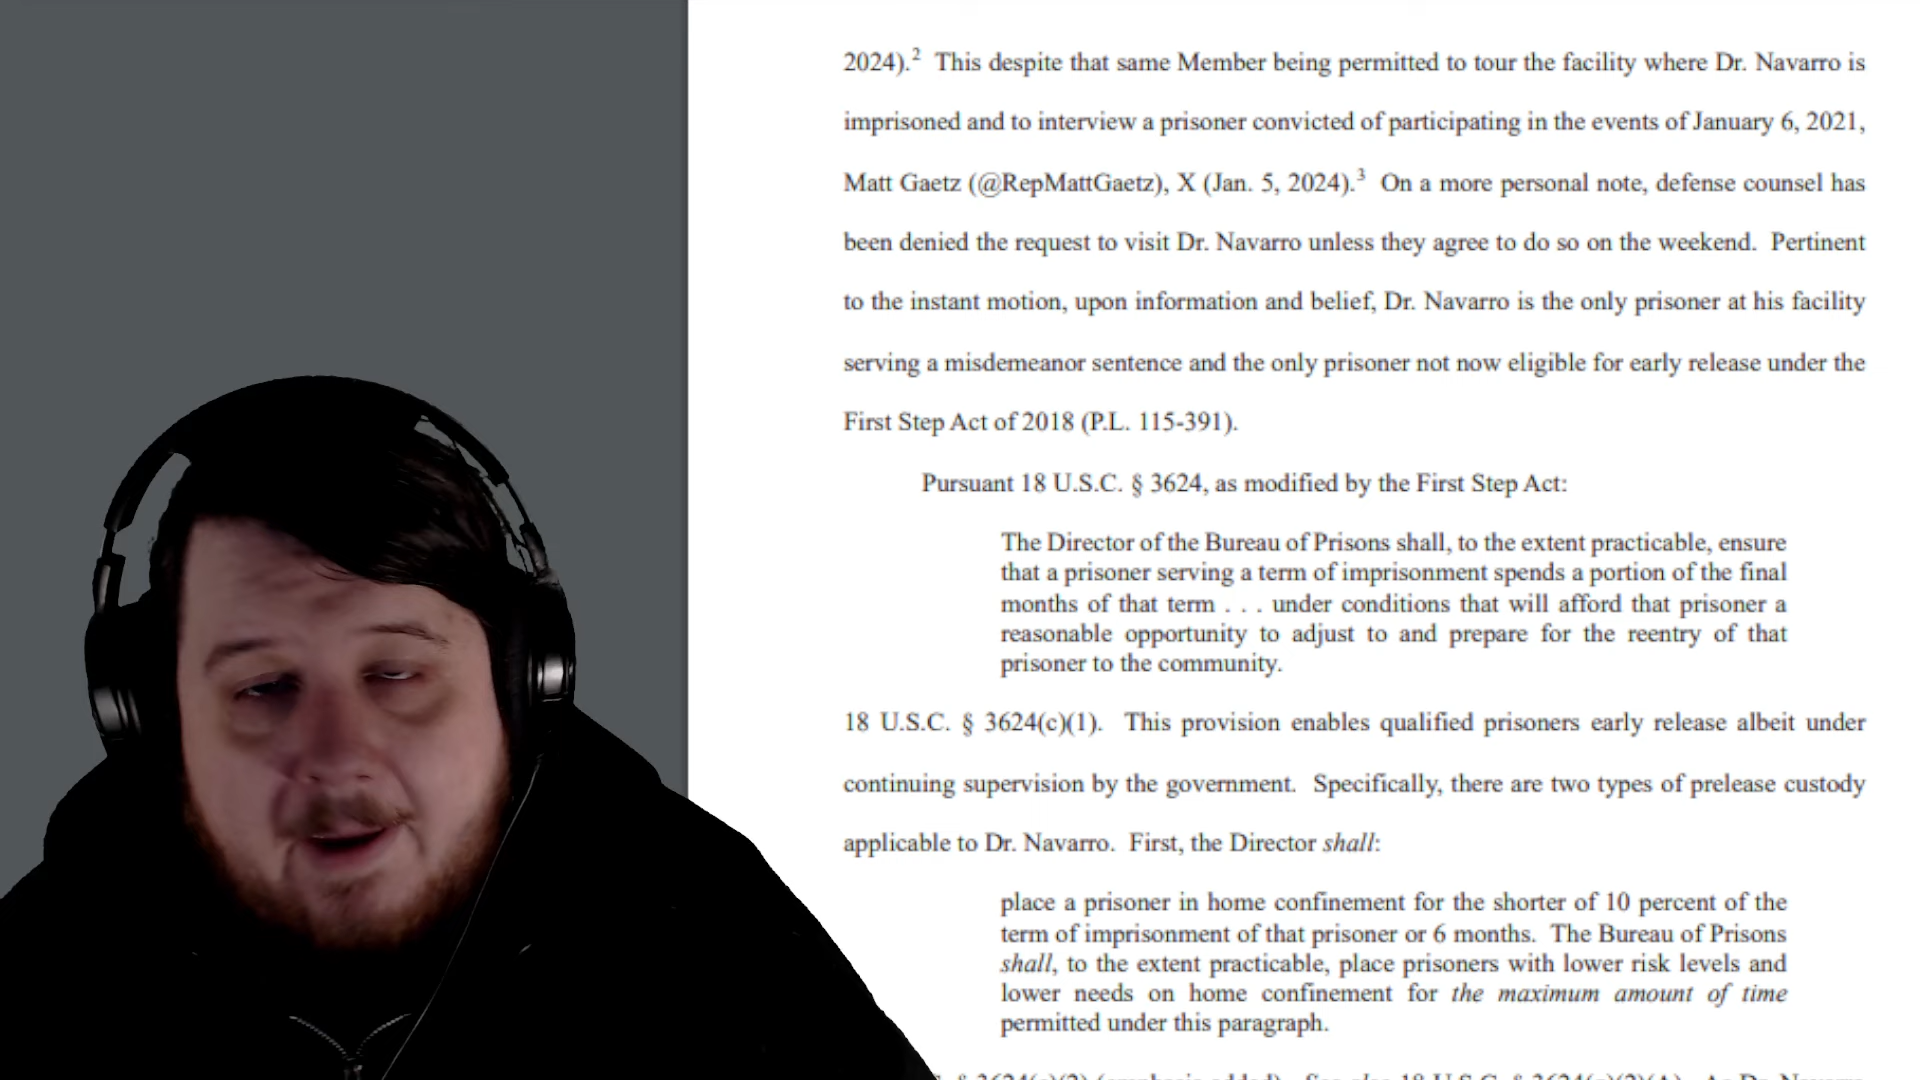 2024).2 This despite that same Member being permitted to tour the facility where Dr. Navarro is
imprisoned and to interview a prisoner convicted of participating in the events of January 6, 2021,
Matt Gaetz (@RepMattGaetz), X (Jan. 5, 2024).3 On a more personal note, defense counsel has
been denied the request to visit Dr. Navarro unless they agree to do so on the weekend. Pertinent
to the instant motion, upon information and belief, Dr. Navarro is the only prisoner at his facility
serving a misdemeanor sentence and the only prisoner not now eligible for early release under the
First Step Act of 2018 (P.L. 115-391).
Pursuant 18 U.S.C. § 3624, as modified by the First Step Act:
The Director of the Bureau of Prisons shall, to the extent practicable, ensure
that a prisoner serving a term of imprisonment spends a portion of the final
months of that term . . . under conditions that will afford that prisoner a
reasonable opportunity to adjust to and prepare for the reentry of that
prisoner to the community.
18 U.S.C. § 3624(c)(1). This provision enables qualified prisoners early release albeit under
continuing supervision by the government. Specifically, there are two types of prelease custody
applicable to Dr. Navarro. First, the Director shall:
place a prisoner in home confinement for the shorter of 10 percent of the
term of imprisonment of that prisoner or 6 months. The Bureau of Prisons
shall, to the extent practicable, place prisoners with lower risk levels and
lower needs on home confinement for the maximum amount of time
permitted under this paragraph.